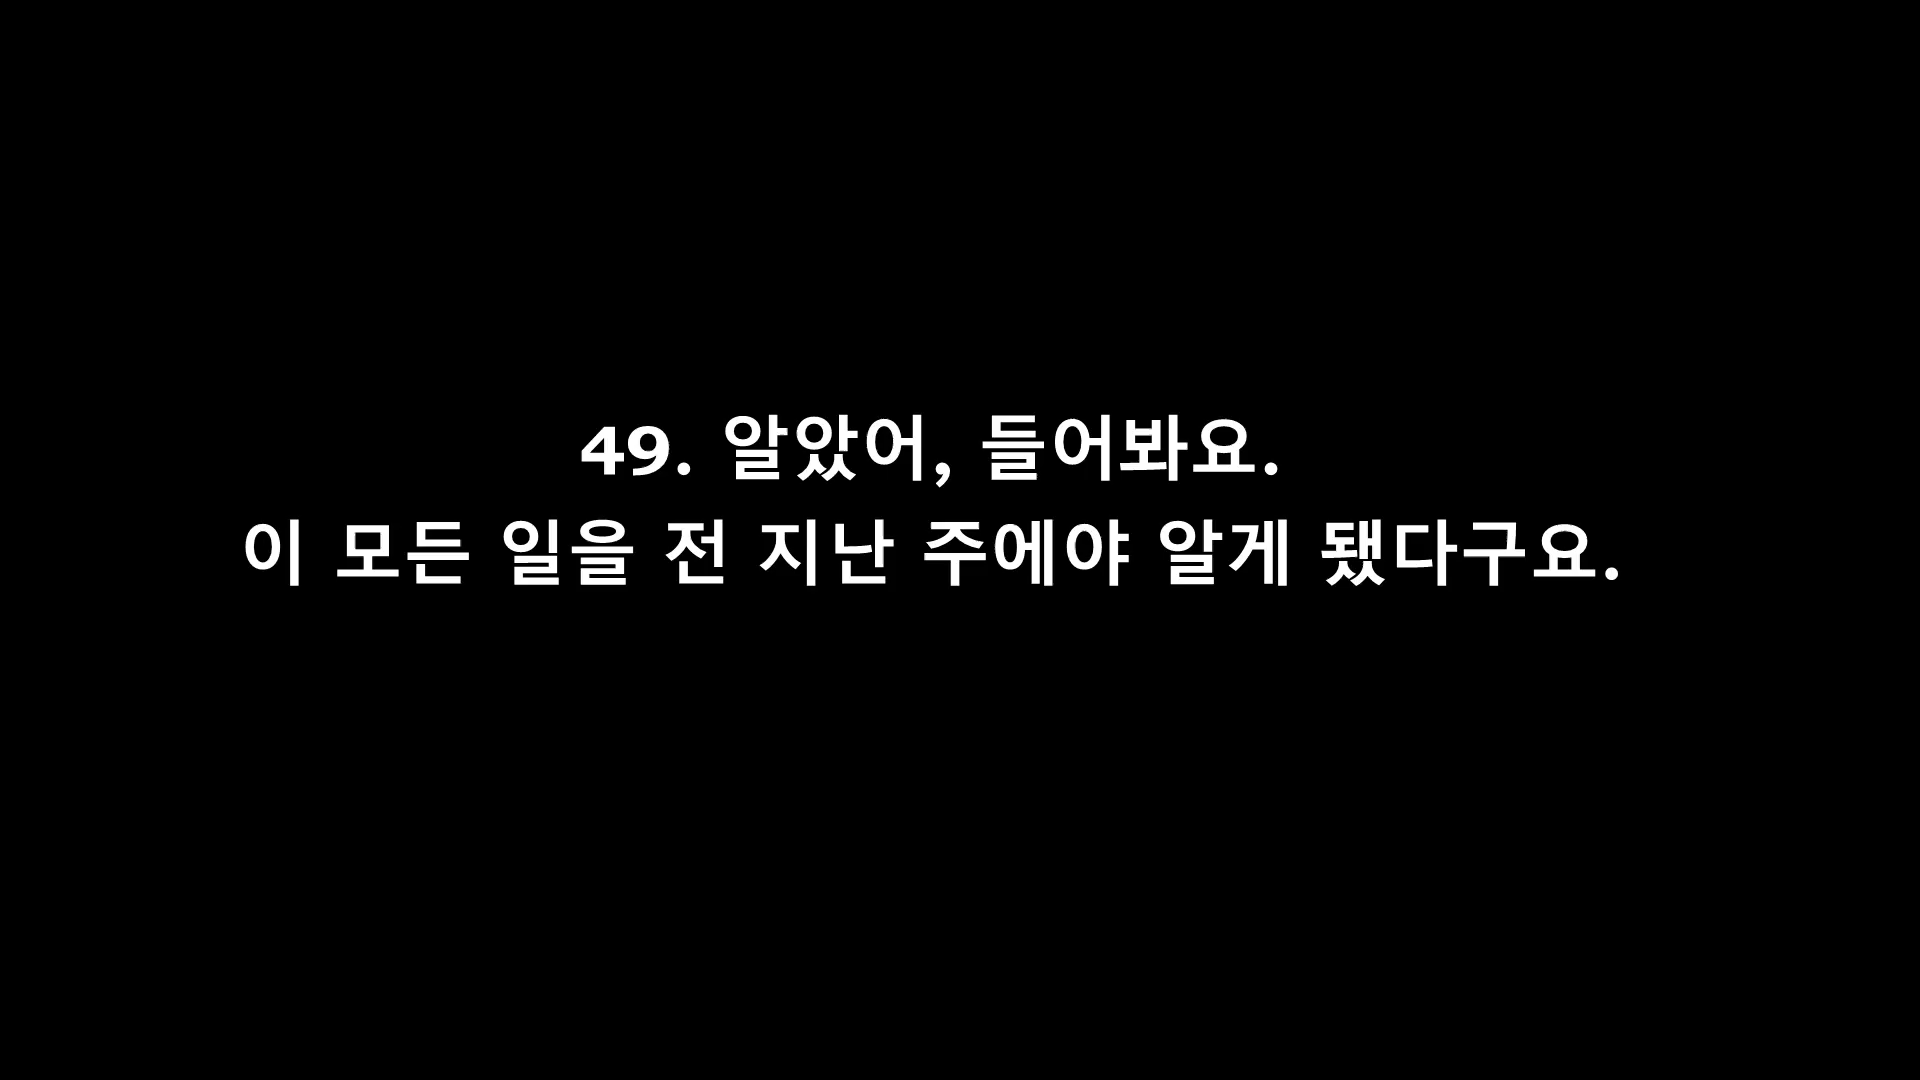 49. 알았어, 들어봐요.
이 모든 일을 전 지난 주에야 알게 됐다구요.